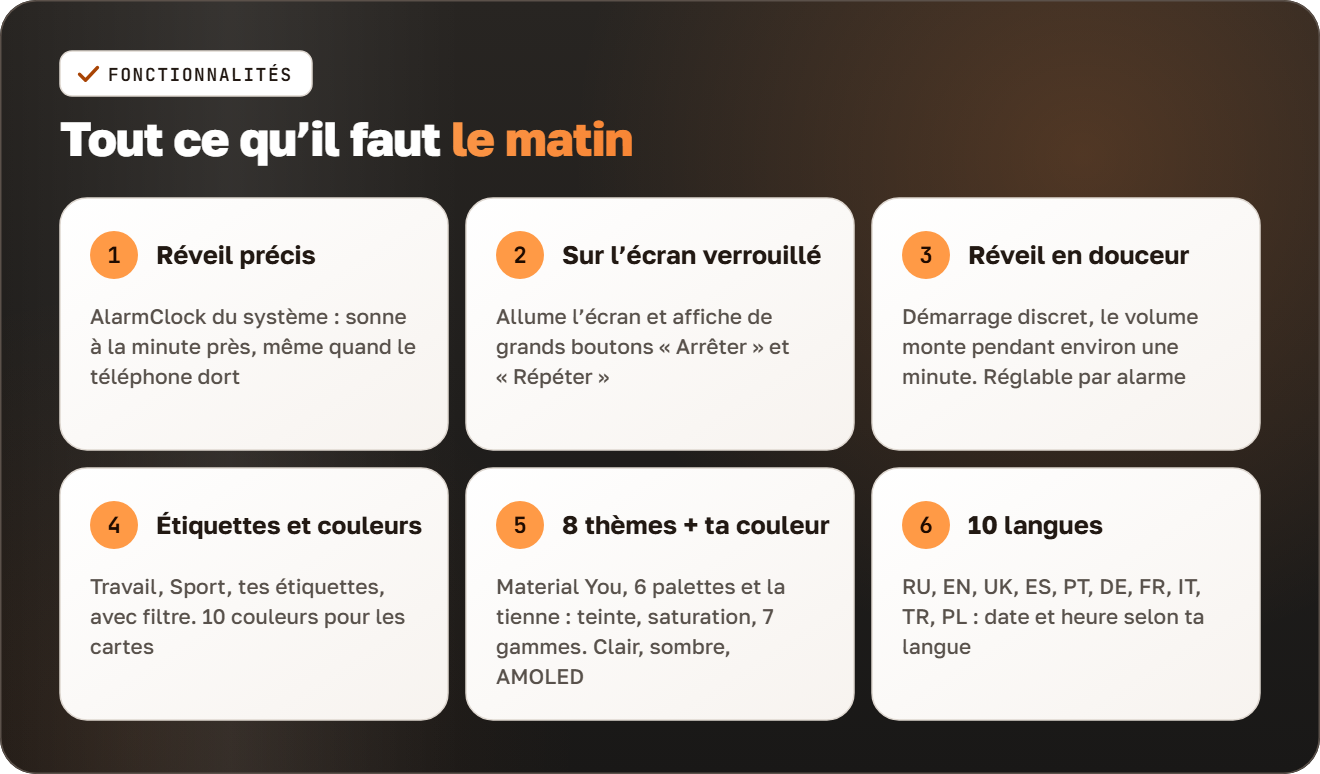 FONCTIONNALITÉS
Tout ce qu’il faut le matin
1 Réveil précis
AlarmClock du système : sonne
à la minute près, même quand le
téléphone dort
2 Sur l’écran verrouillé
Allume l’écran et affiche de
grands boutons « Arrêter » et
« Répéter »
3 Réveil en douceur
Démarrage discret, le volume
monte pendant environ une
minute. Réglable par alarme
4 Étiquettes et couleurs
Travail, Sport, tes étiquettes,
avec filtre. 10 couleurs pour les
cartes
5 8 thèmes + ta couleur
Material You, 6 palettes et la
tienne : teinte, saturation, 7
gammes. Clair, sombre,
AMOLED
6 10 langues
RU, EN, UK, ES, PT, DE, FR, IT,
TR, PL : date et heure selon ta
langue